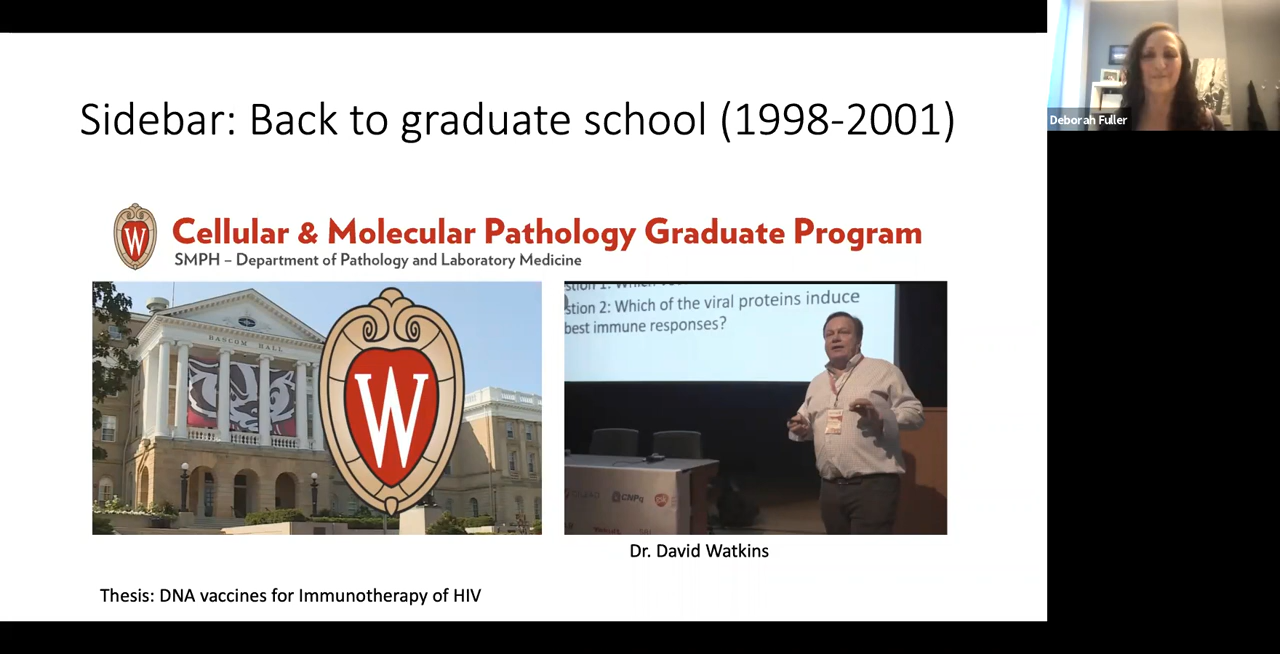 Sidebar: Back to graduate school (1998-2001)
Deborah Fuller
W
Cellular & Molecular Pathology Graduate Program
SMPH – Department of Pathology and Laboratory Medicine
BASCOM HALL
W
stion 2: Which of the viral proteins induce
best immune responses?
CNPq
Dr. David Watkins
Thesis: DNA vaccines for Immunotherapy of HIV